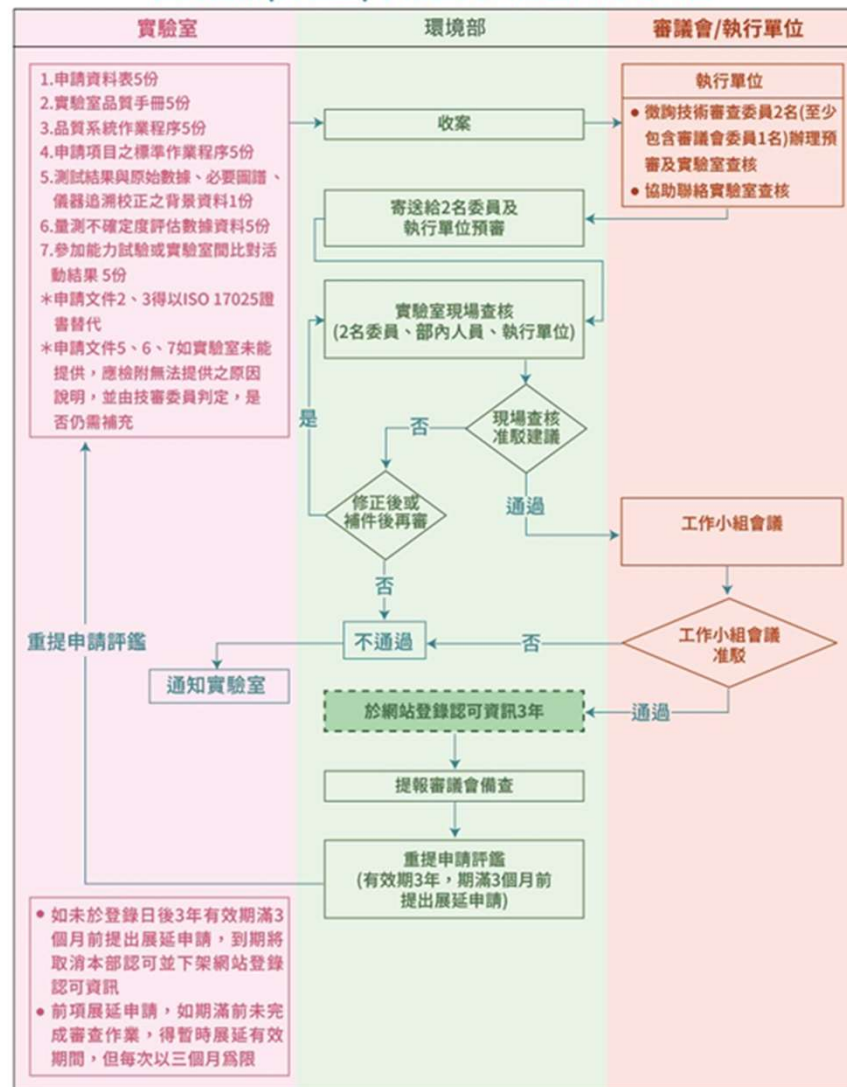 實驗室
環境部
審議會/執行單位
1.申請資料表5份
2.實驗室品質手冊5份
3.品質系統作業程序5份
4.申請項目之標準作業程序5份
5.測試結果與原始數據、必要圖譜、
儀器追溯校正之背景資料1份
6.量測不確定度評估數據資料5份
7.參加能力試驗或實驗室間比對活
動結果 5份
＊申請文件2、3得以ISO 17025證
書替代
＊申請文件5、6、7如實驗室未能
提供，應檢附無法提供之原因
說明，並由技審委員判定，是
否仍需補充
收案
執行單位
● 徵詢技術審查委員2名(至少
包含審議會委員1名)辦理預
審及實驗室查核
● 協助聯絡實驗室查核
寄送給2名委員及
執行單位預審
實驗室現場查核
(2名委員、部內人員、執行單位)
現場查核
准駁建議
是
否
通過
修正後或
補件後再審
否
工作小組會議
工作小組會議
准駁
否
不通過
通知實驗室
重提申請評鑑
通過
於網站登錄認可資訊3年
提報審議會備查
重提申請評鑑
(有效期3年，期滿3個月前
提出展延申請)
● 如未於登錄日後3年有效期滿3
個月前提出展延申請，到期將
取消本部認可並下架網站登錄
認可資訊
● 前項展延申請，如期滿前未完
成審查作業，得暫時展延有效
期間，但每次以三個月為限